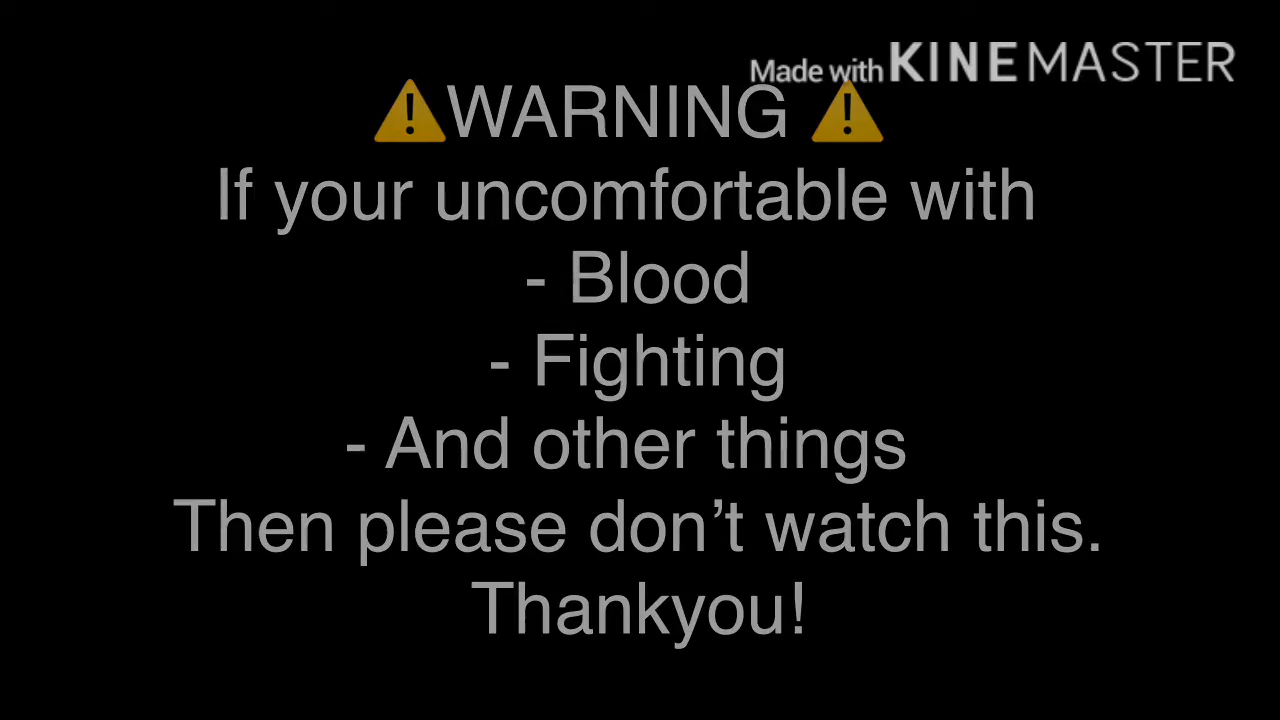 Made with KINEMASTER
⚠️WARNING ⚠️
If your uncomfortable with
- Blood
- Fighting
- And other things
Then please don’t watch this.
Thankyou!